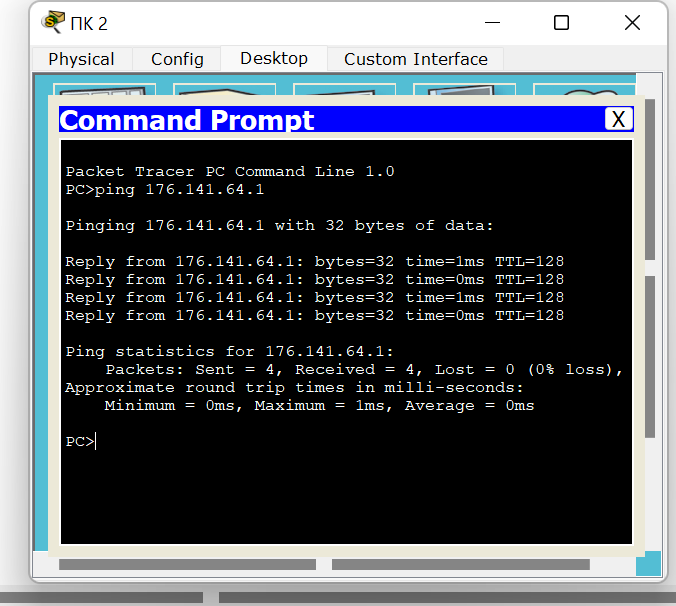 ПК 2
Physical Config Desktop Custom Interface
Command Prompt X
Packet Tracer PC Command Line 1.0
PC>ping 176.141.64.1
Pinging 176.141.64.1 with 32 bytes of data:
Reply from 176.141.64.1: bytes=32 time=1ms TTL=128
Reply from 176.141.64.1: bytes=32 time=0ms TTL=128
Reply from 176.141.64.1: bytes=32 time=1ms TTL=128
Reply from 176.141.64.1: bytes=32 time=0ms TTL=128
Ping statistics for 176.141.64.1:
Packets: Sent = 4, Received = 4, Lost = 0 (0% loss),
Approximate round trip times in milli-seconds:
Minimum = 0ms, Maximum = 1ms, Average = 0ms
PC>